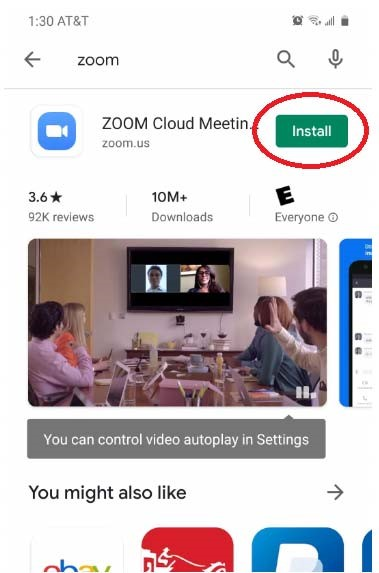 1:30 AT&T
zoom
ZOOM Cloud Meetin...
Install
zoom.us
3.6★
10M+
E
92K reviews
Downloads
Everyone
You can control video autoplay in Settings
You might also like
ebay